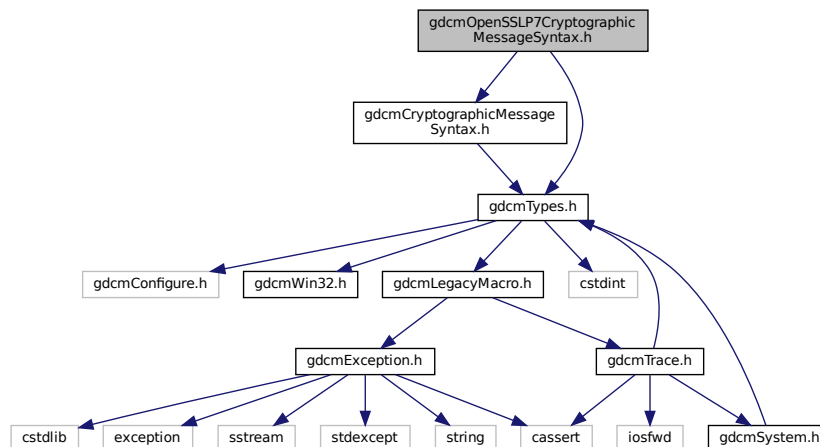 gdcmOpenSSLP7Cryptographic
MessageSyntax.h
gdcmCryptographicMessage
Syntax.h
gdcmTypes.h
gdcmConfigure.h
gdcmWin32.h
gdcmLegacyMacro.h
cstdint
gdcmException.h
gdcmTrace.h
cstdlib
exception
sstream
stdexcept
string
cassert
iosfwd
gdcmSystem.h